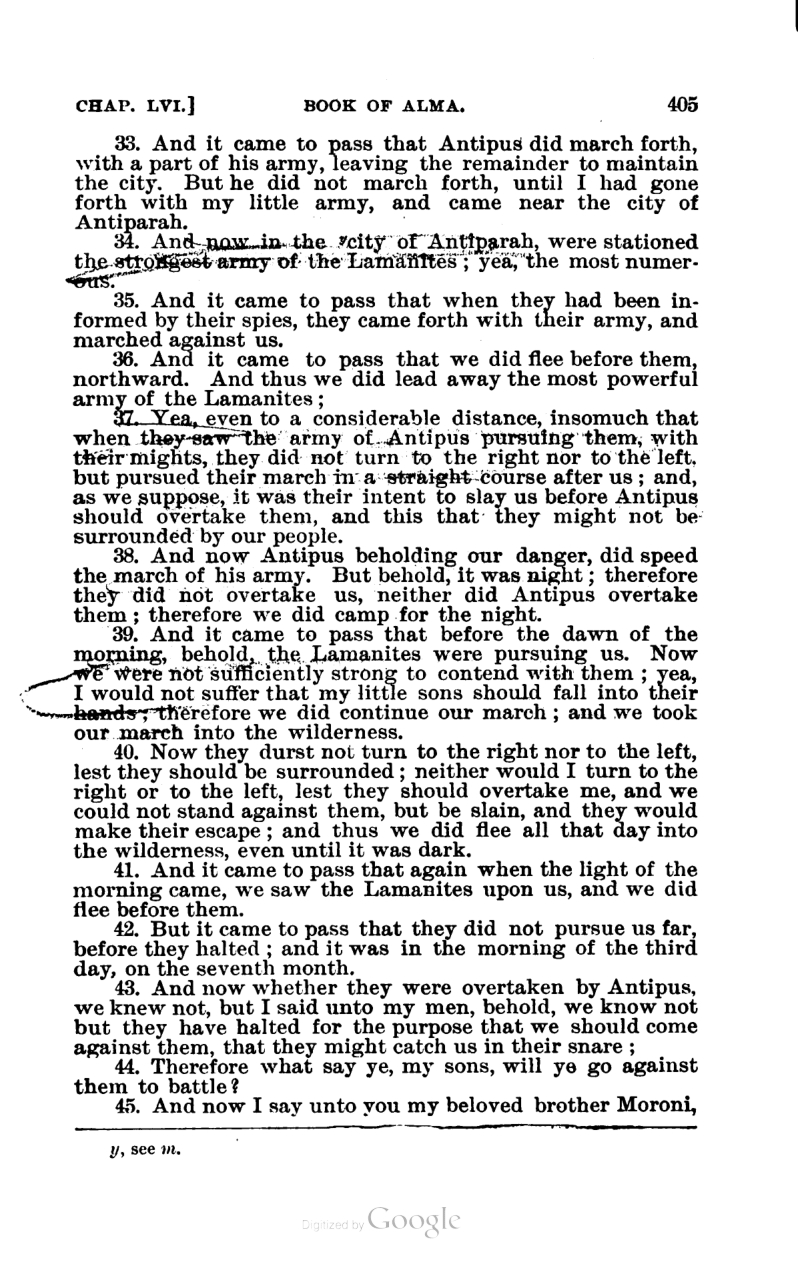 CHAP. LVI.] BOOK OF ALMA. 405
33. And it came to pass that Antipus did march forth,
with a part of his army, leaving the remainder to maintain
the city. But he did not march forth, until I had gone
forth with my little army, and came near the city of
Antiparah.
34. And now in the ʸcity of Antiparah, were stationed
the strongest army of the Lamanites; yea, the most numer-
ous.
35. And it came to pass that when they had been in-
formed by their spies, they came forth with their army, and
marched against us.
36. And it came to pass that we did flee before them,
northward. And thus we did lead away the most powerful
army of the Lamanites;
37. Yea, even to a considerable distance, insomuch that
when they saw the army of Antipus pursuing them, with
their mights, they did not turn to the right nor to the left,
but pursued their march in a straight course after us; and,
as we suppose, it was their intent to slay us before Antipus
should overtake them, and this that they might not be
surrounded by our people.
38. And now Antipus beholding our danger, did speed
the march of his army. But behold, it was night; therefore
they did not overtake us, neither did Antipus overtake
them; therefore we did camp for the night.
39. And it came to pass that before the dawn of the
morning, behold, the Lamanites were pursuing us. Now
we were not sufficiently strong to contend with them; yea,
I would not suffer that my little sons should fall into their
hands; therefore we did continue our march; and we took
our march into the wilderness.
40. Now they durst not turn to the right nor to the left,
lest they should be surrounded; neither would I turn to the
right or to the left, lest they should overtake me, and we
could not stand against them, but be slain, and they would
make their escape; and thus we did flee all that day into
the wilderness, even until it was dark.
41. And it came to pass that again when the light of the
morning came, we saw the Lamanites upon us, and we did
flee before them.
42. But it came to pass that they did not pursue us far,
before they halted; and it was in the morning of the third
day, on the seventh month.
43. And now whether they were overtaken by Antipus,
we knew not, but I said unto my men, behold, we know not
but they have halted for the purpose that we should come
against them, that they might catch us in their snare;
44. Therefore what say ye, my sons, will ye go against
them to battle?
45. And now I say unto you my beloved brother Moroni,
y, see m.
Digitized by Google